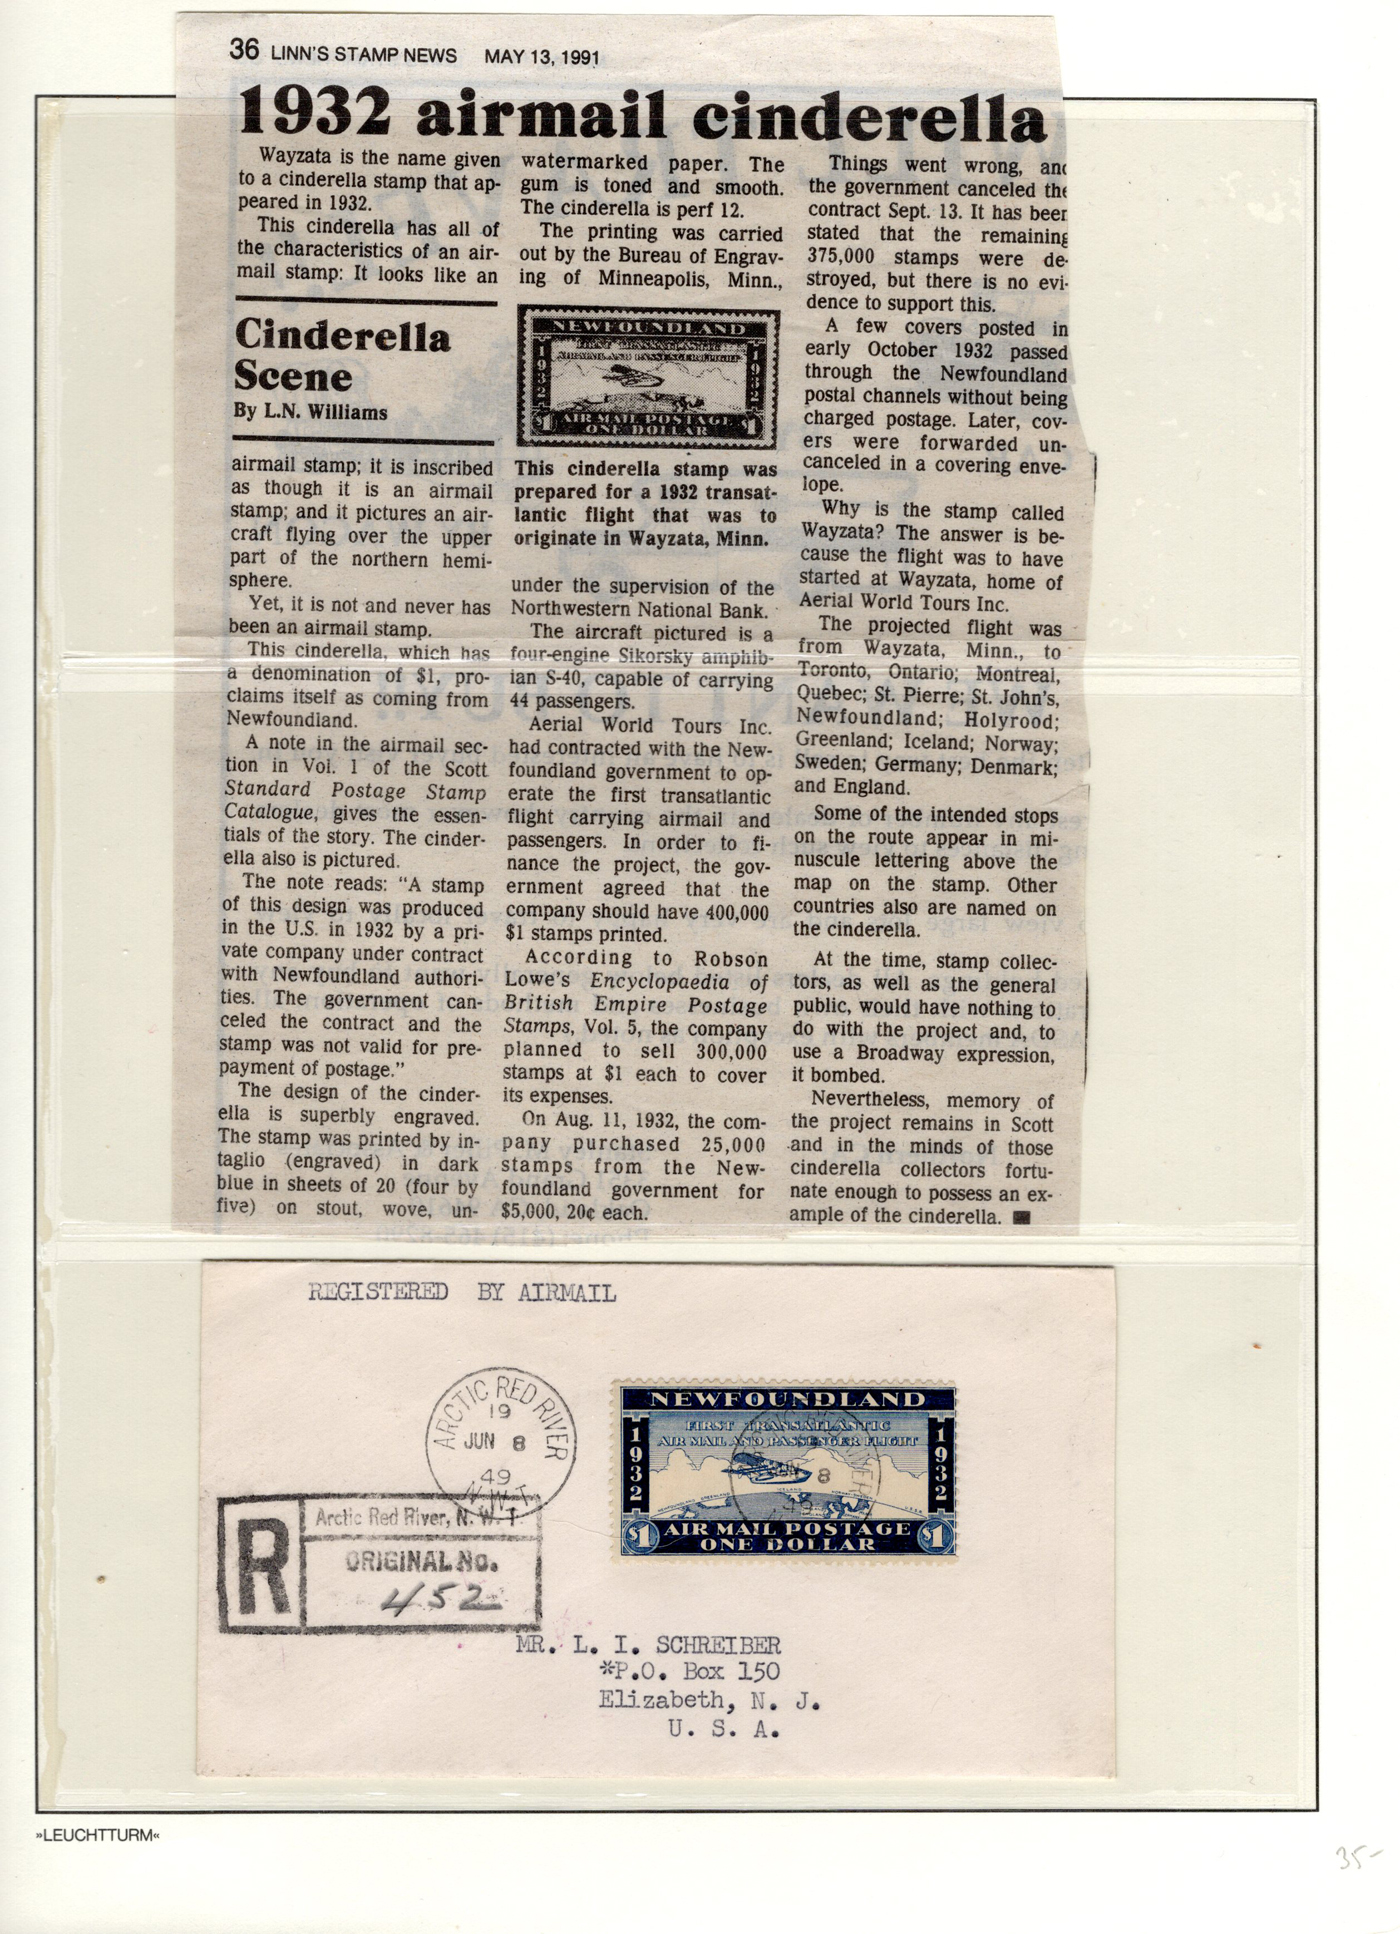 36 LINN'S STAMP NEWS MAY 13, 1991
1932 airmail cinderella
Wayzata is the name given
to a cinderella stamp that ap-
peared in 1932.
This cinderella has all of
the characteristics of an air-
mail stamp: It looks like an
Cinderella
Scene
By L.N. Williams
airmail stamp; it is inscribed
as though it is an airmail
stamp; and it pictures an air-
craft flying over the upper
part of the northern hemi-
sphere.
Yet, it is not and never has
been an airmail stamp.
This cinderella, which has
a denomination of $1, pro-
claims itself as coming from
Newfoundland.
A note in the airmail sec-
tion in Vol. 1 of the Scott
Standard Postage Stamp
Catalogue, gives the essen-
tials of the story. The cinder-
ella also is pictured.
The note reads: "A stamp
of this design was produced
in the U.S. in 1932 by a pri-
vate company under contract
with Newfoundland authori-
ties. The government can-
celed the contract and the
stamp was not valid for pre-
payment of postage."
The design of the cinder-
ella is superbly engraved.
The stamp was printed by in-
taglio (engraved) in dark
blue in sheets of 20 (four by
five) on stout, wove, un-
watermarked paper. The
gum is toned and smooth.
The cinderella is perf 12.
The printing was carried
out by the Bureau of Engrav-
ing of Minneapolis, Minn.,
NEWFOUNDLAND
FIRST TRANSATLANTIC
AIR MAIL AND PASSENGER FLIGHT
1932
1932
$1 AIR MAIL POSTAGE $1
ONE DOLLAR
This cinderella stamp was
prepared for a 1932 transat-
lantic flight that was to
originate in Wayzata, Minn.
under the supervision of the
Northwestern National Bank.
The aircraft pictured is a
four-engine Sikorsky amphib-
ian S-40, capable of carrying
44 passengers.
Aerial World Tours Inc.
had contracted with the New-
foundland government to op-
erate the first transatlantic
flight carrying airmail and
passengers. In order to fi-
nance the project, the gov-
ernment agreed that the
company should have 400,000
$1 stamps printed.
According to Robson
Lowe's Encyclopaedia of
British Empire Postage
Stamps, Vol. 5, the company
planned to sell 300,000
stamps at $1 each to cover
its expenses.
On Aug. 11, 1932, the com-
pany purchased 25,000
stamps from the New-
foundland government for
$5,000, 20¢ each.
Things went wrong, and
the government canceled the
contract Sept. 13. It has been
stated that the remaining
375,000 stamps were de-
stroyed, but there is no evi-
dence to support this.
A few covers posted in
early October 1932 passed
through the Newfoundland
postal channels without being
charged postage. Later, cov-
ers were forwarded un-
canceled in a covering enve-
lope.
Why is the stamp called
Wayzata? The answer is be-
cause the flight was to have
started at Wayzata, home of
Aerial World Tours Inc.
The projected flight was
from Wayzata, Minn., to
Toronto, Ontario; Montreal,
Quebec; St. Pierre; St. John's,
Newfoundland; Holyrood;
Greenland; Iceland; Norway;
Sweden; Germany; Denmark;
and England.
Some of the intended stops
on the route appear in mi-
nuscule lettering above the
map on the stamp. Other
countries also are named on
the cinderella.
At the time, stamp collec-
tors, as well as the general
public, would have nothing to
do with the project and, to
use a Broadway expression,
it bombed.
Nevertheless, memory of
the project remains in Scott
and in the minds of those
cinderella collectors fortu-
nate enough to possess an ex-
ample of the cinderella.
REGISTERED BY AIRMAIL
ARCTIC RED RIVER
19
JUN 8
49
N.W.T.
NEWFOUNDLAND
FIRST TRANSATLANTIC
AIR MAIL AND PASSENGER FLIGHT
1932
1932
JUN 8
49
$1 AIR MAIL POSTAGE $1
ONE DOLLAR
R
Arctic Red River, N. W. T.
ORIGINAL No.
452
MR. L. I. SCHREIBER
*P.O. Box 150
Elizabeth, N. J.
U. S. A.
»LEUCHTTURM«
35-